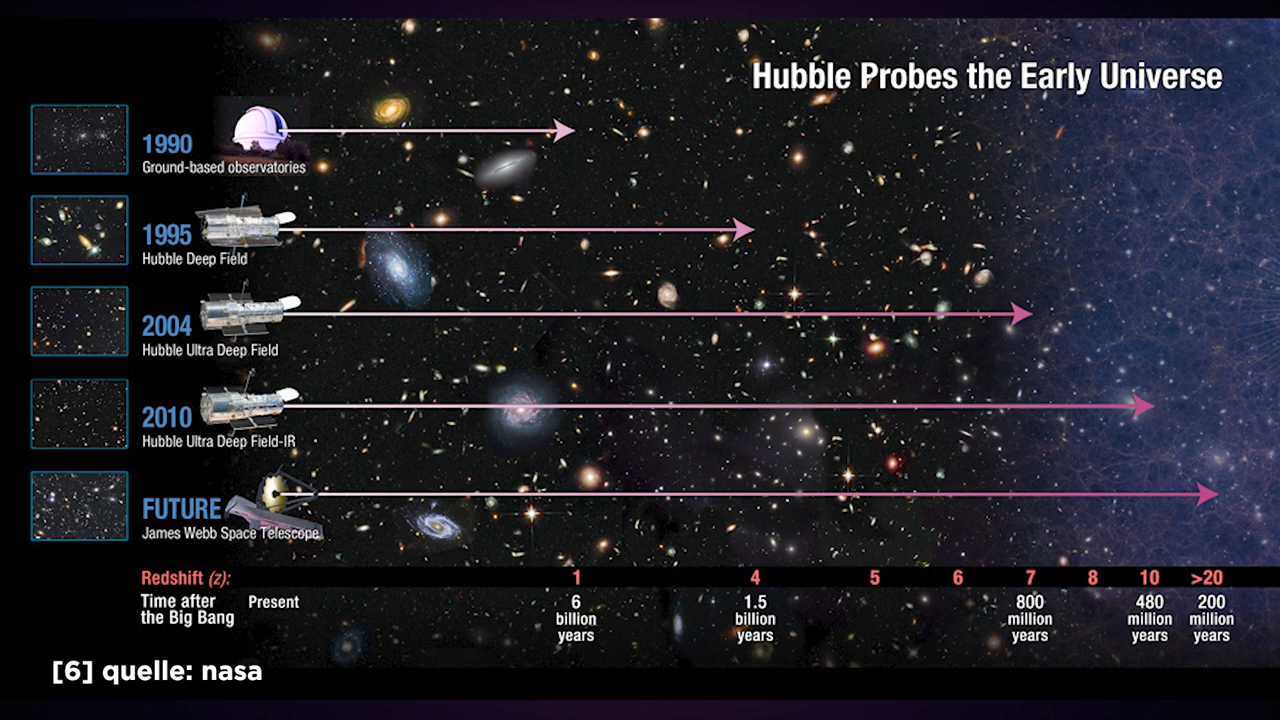 Hubble Probes the Early Universe
1990
Ground-based observatories
1995
Hubble Deep Field
2004
Hubble Ultra Deep Field
2010
Hubble Ultra Deep Field-IR
FUTURE
James Webb Space Telescope
Redshift (z): 1 4 5 6 7 8 10 >20
Time after
the Big Bang
Present
6
billion
years
1.5
billion
years
800
million
years
480
million
years
200
million
years
[6] quelle: nasa